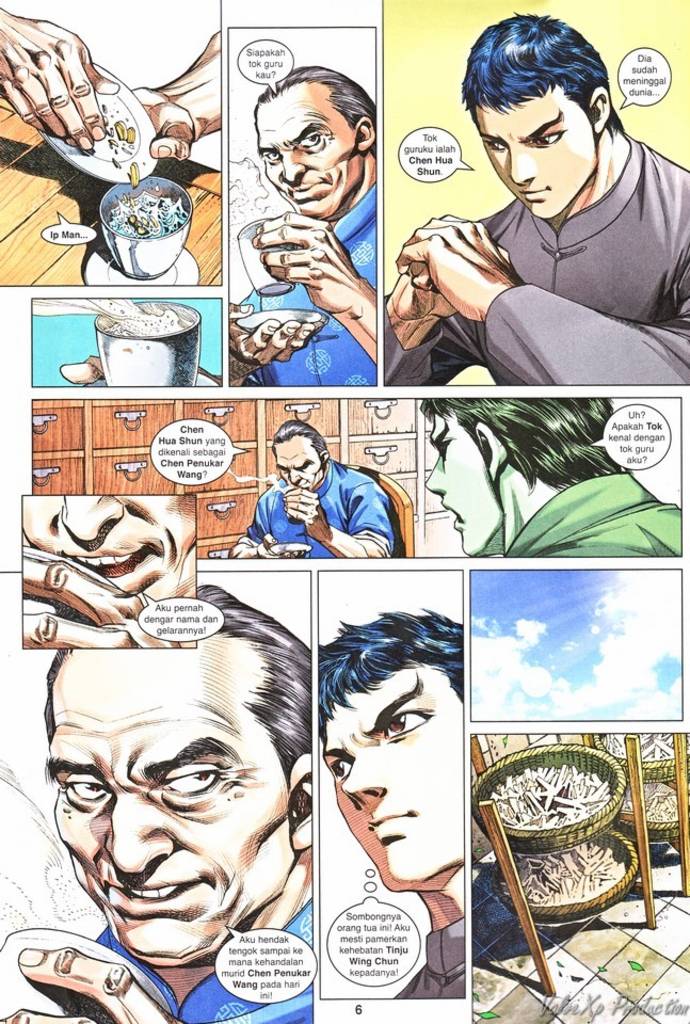 Ip Man...
Siapakah
tok guru
kau?
Dia
sudah
meninggal
dunia...
Tok
guruku ialah
Chen Hua
Shun.
Chen
Hua Shun yang
dikenali sebagai
Chen Penukar
Wang?
Uh?
Apakah Tok
kenal dengan
tok guru
aku?
Aku pernah
dengar nama dan
gelarannya!
Aku hendak
tengok sampai ke
mana kehandalan
murid Chen Penukar
Wang pada hari
ini!
Sombongnya
orang tua ini! Aku
mesti pamerkan
kehebatan Tinju
Wing Chun
kepadanya!
6
ValorXp Production